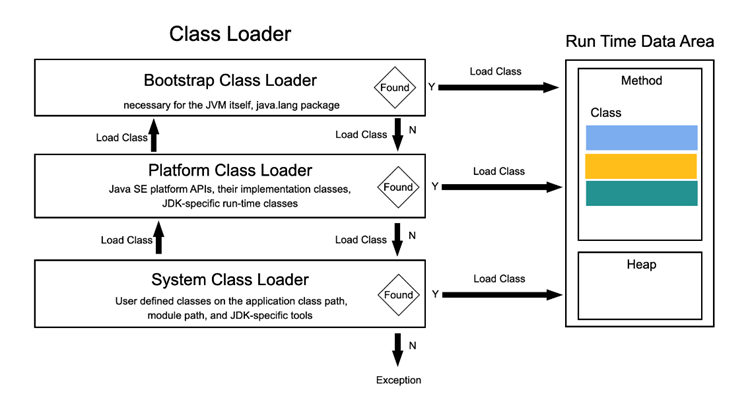 Class Loader
Run Time Data Area
Bootstrap Class Loader
necessary for the JVM itself, java.lang package
Found
Y
Load Class
Method
Class
Load Class
Load Class
N
Platform Class Loader
Java SE platform APIs, their implementation classes,
JDK-specific run-time classes
Found
Y
Load Class
Load Class
Load Class
N
System Class Loader
User defined classes on the application class path,
module path, and JDK-specific tools
Found
Y
Load Class
Heap
N
Exception